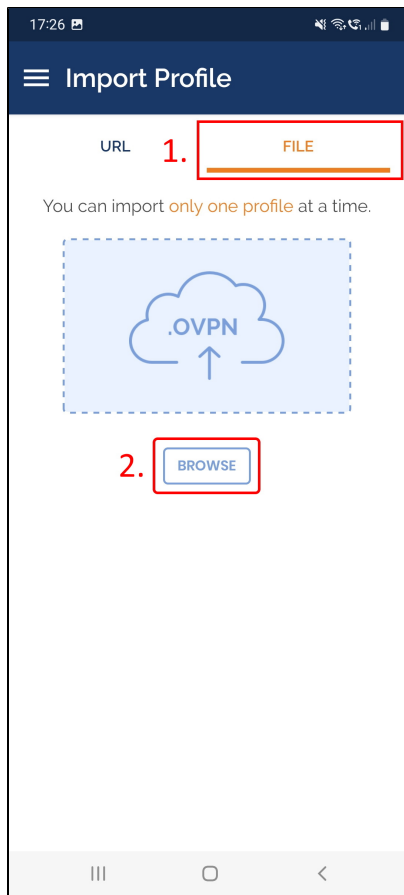 17:26
Import Profile
URL 1. FILE
You can import only one profile at a time.
.OVPN
2. BROWSE